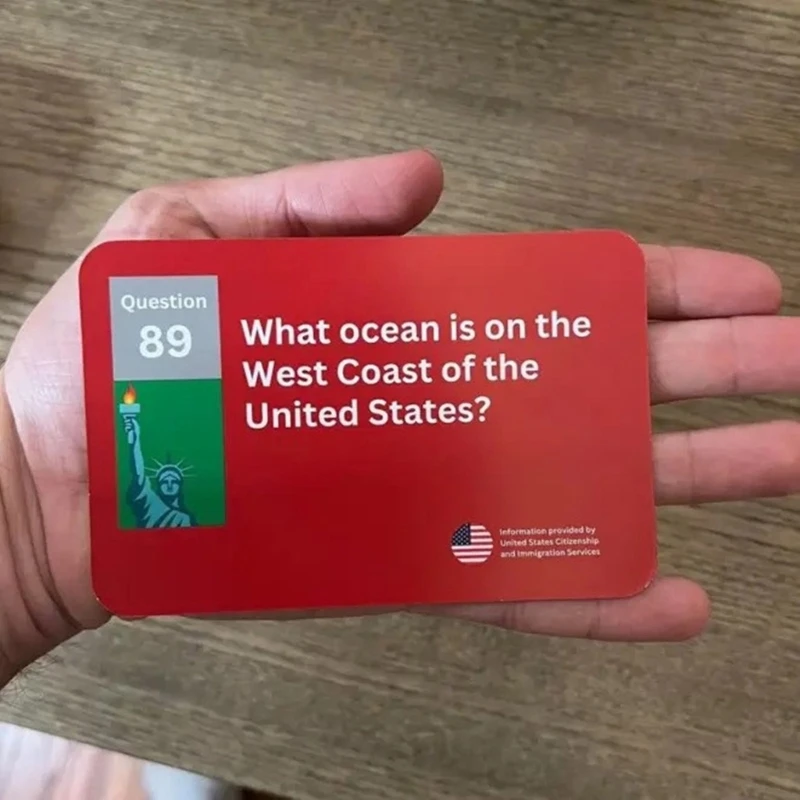 Question
89
What ocean is on the
West Coast of the
United States?
Information provided by
United States Citizenship
and Immigration Services